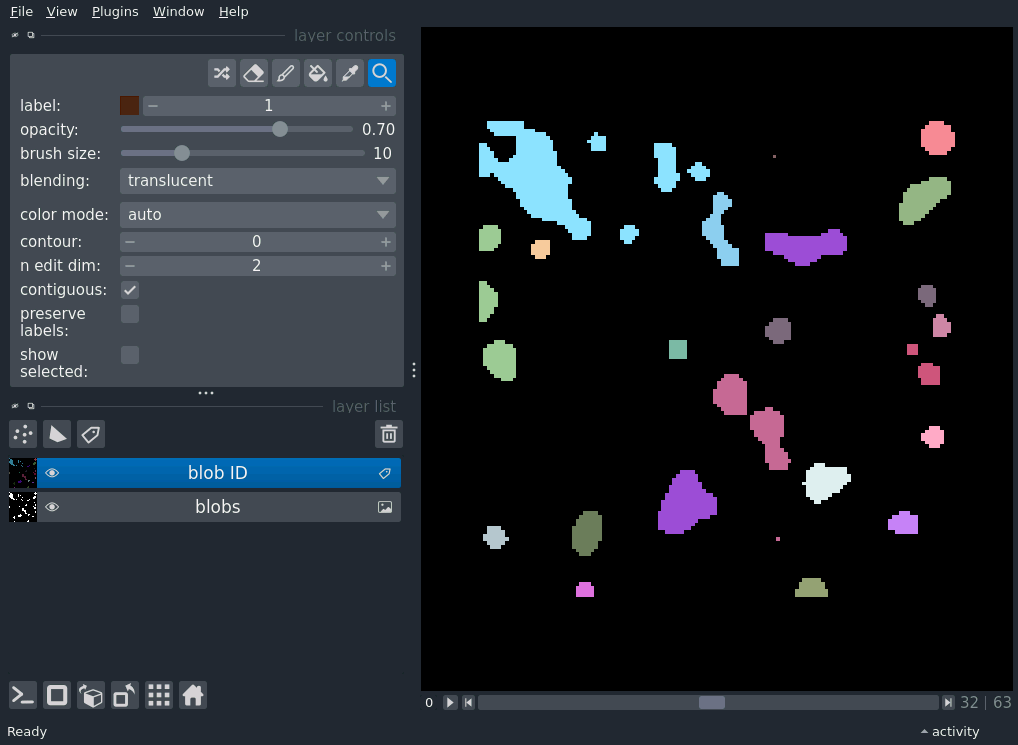 File View Plugins Window Help
layer controls
label: 1
opacity: 0.70
brush size: 10
blending: translucent
color mode: auto
contour: 0
n edit dim: 2
contiguous:
preserve
labels:
show
selected:
layer list
blob ID
blobs
0 32 | 63
Ready activity